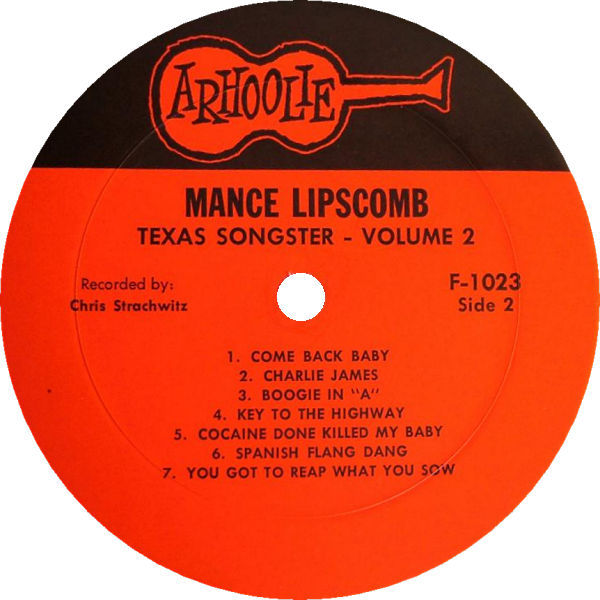 ARHOOLIE
MANCE LIPSCOMB
TEXAS SONGSTER - VOLUME 2
Recorded by:
Chris Strachwitz
F-1023
Side 2
1. COME BACK BABY
2. CHARLIE JAMES
3. BOOGIE IN "A"
4. KEY TO THE HIGHWAY
5. COCAINE DONE KILLED MY BABY
6. SPANISH FLANG DANG
7. YOU GOT TO REAP WHAT YOU SOW